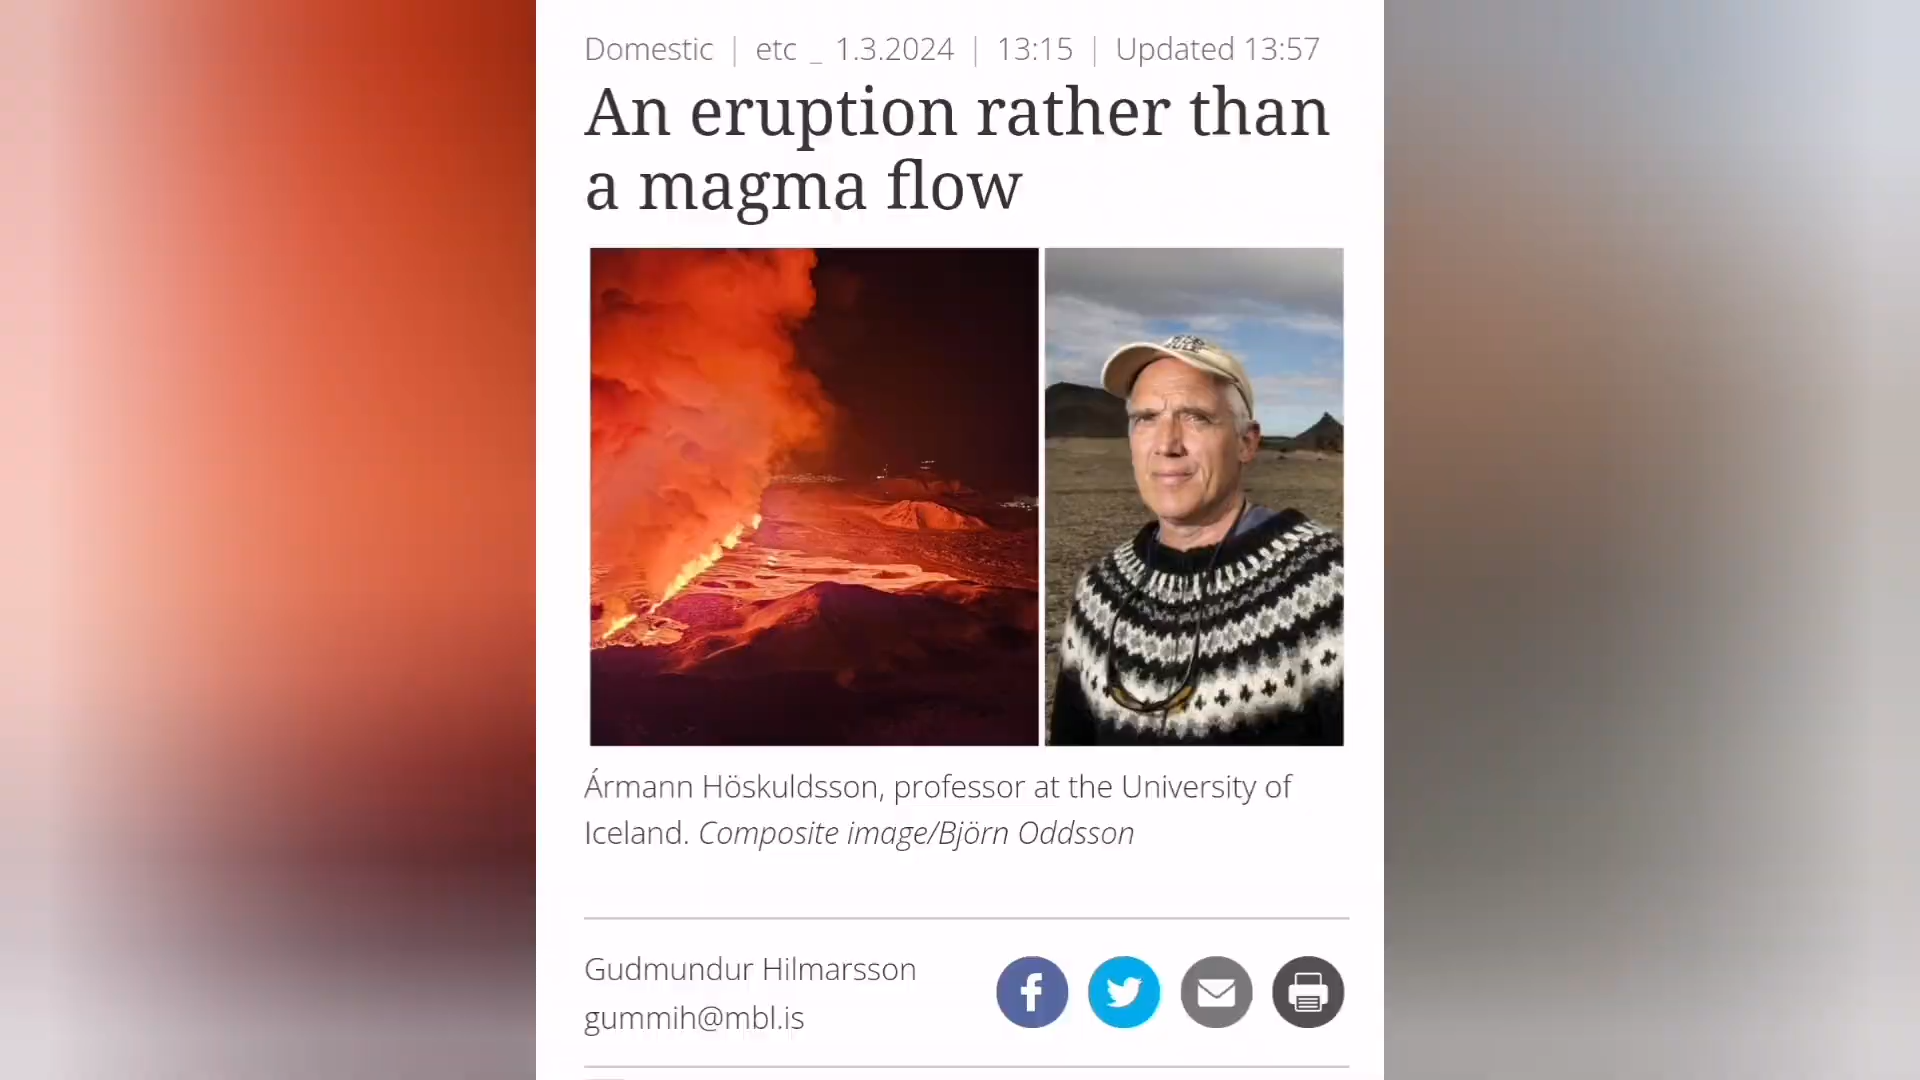 Domestic | etc _ 1.3.2024 | 13:15 | Updated 13:57
An eruption rather than
a magma flow
Ármann Höskuldsson, professor at the University of
Iceland. Composite image/Björn Oddsson
Gudmundur Hilmarsson
gummih@mbl.is